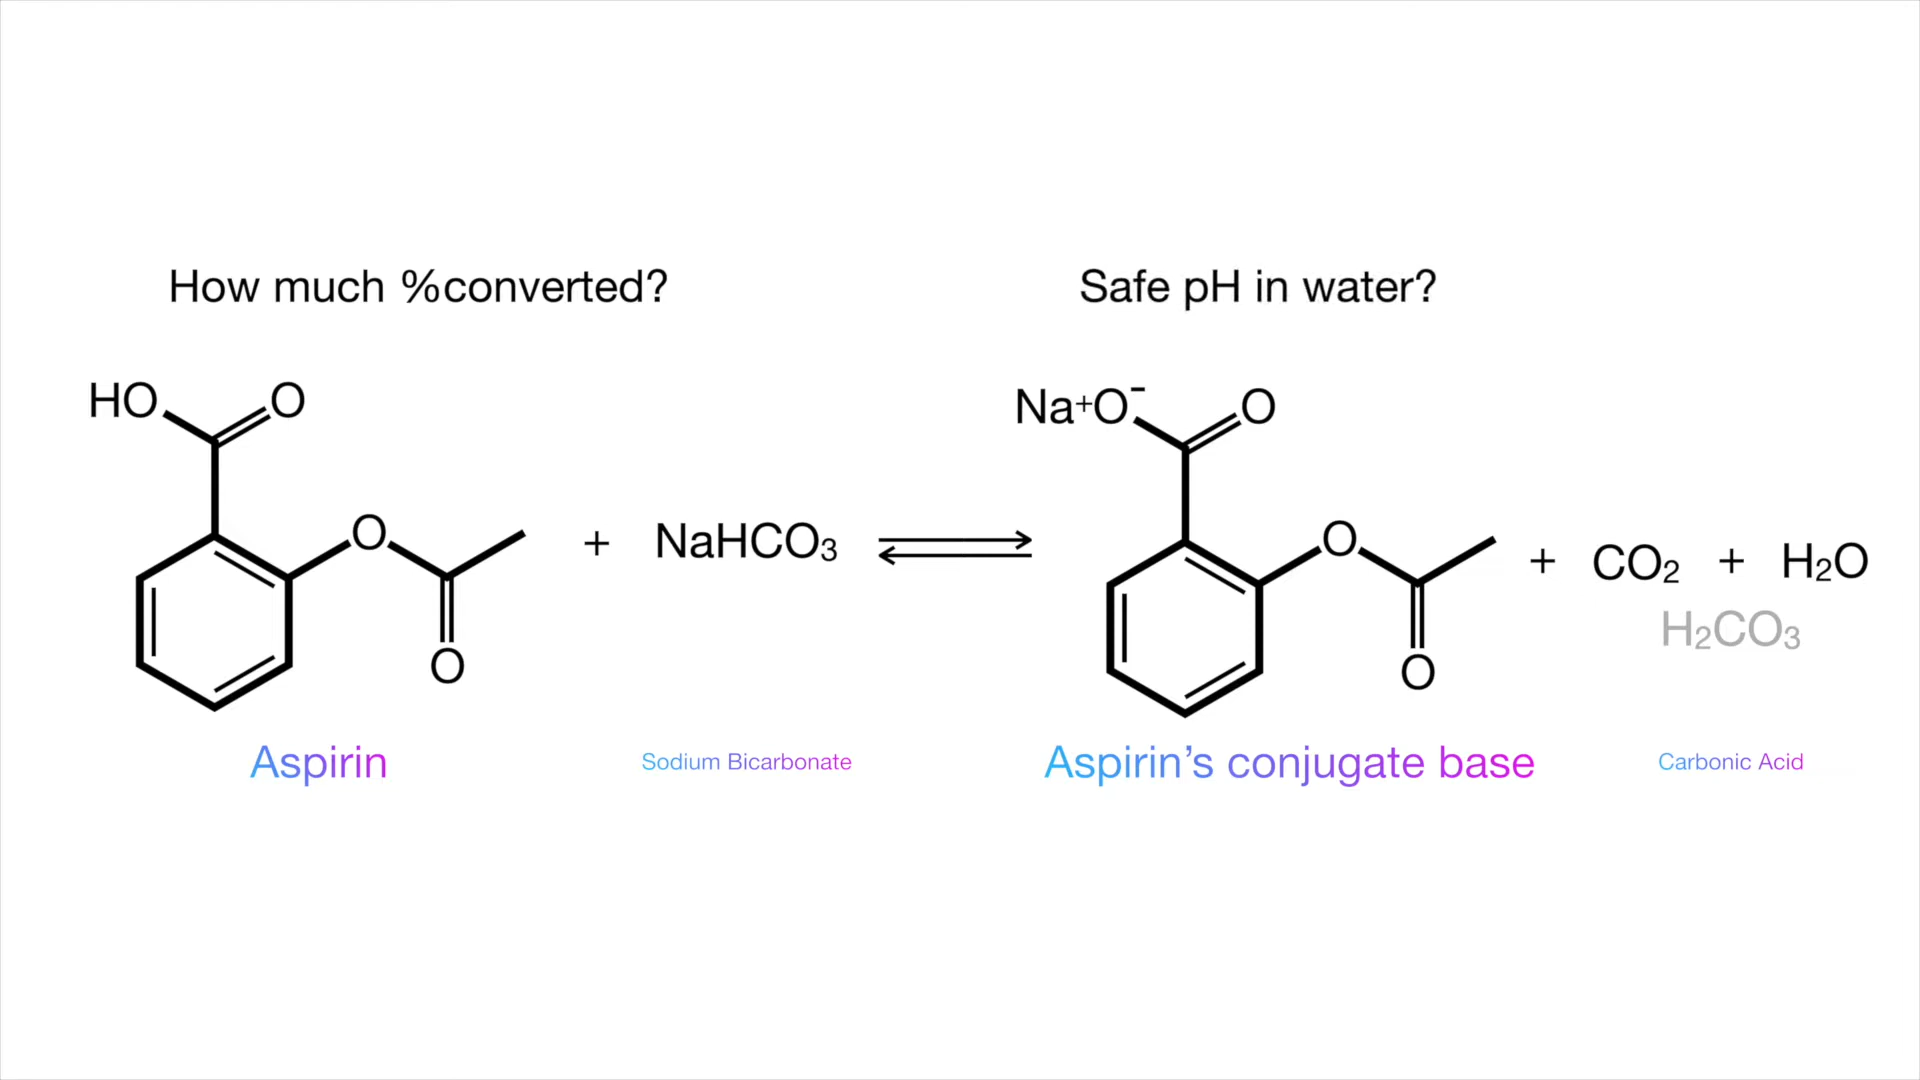 How much %converted?
Safe pH in water?
HO
O
O
O
+
NaHCO₃
Na⁺O⁻
O
O
O
+
CO₂
+
H₂O
H₂CO₃
Aspirin
Sodium Bicarbonate
Aspirin’s conjugate base
Carbonic Acid